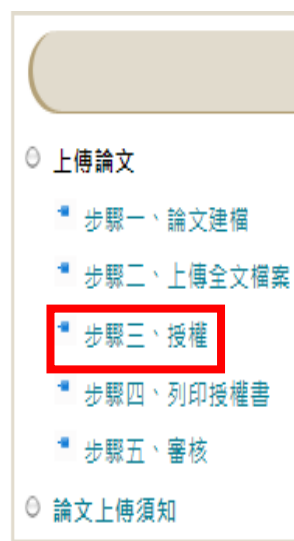 上傳論文
步驟一、論文建檔
步驟二、上傳全文檔案
步驟三、授權
步驟四、列印授權書
步驟五、審核
論文上傳須知